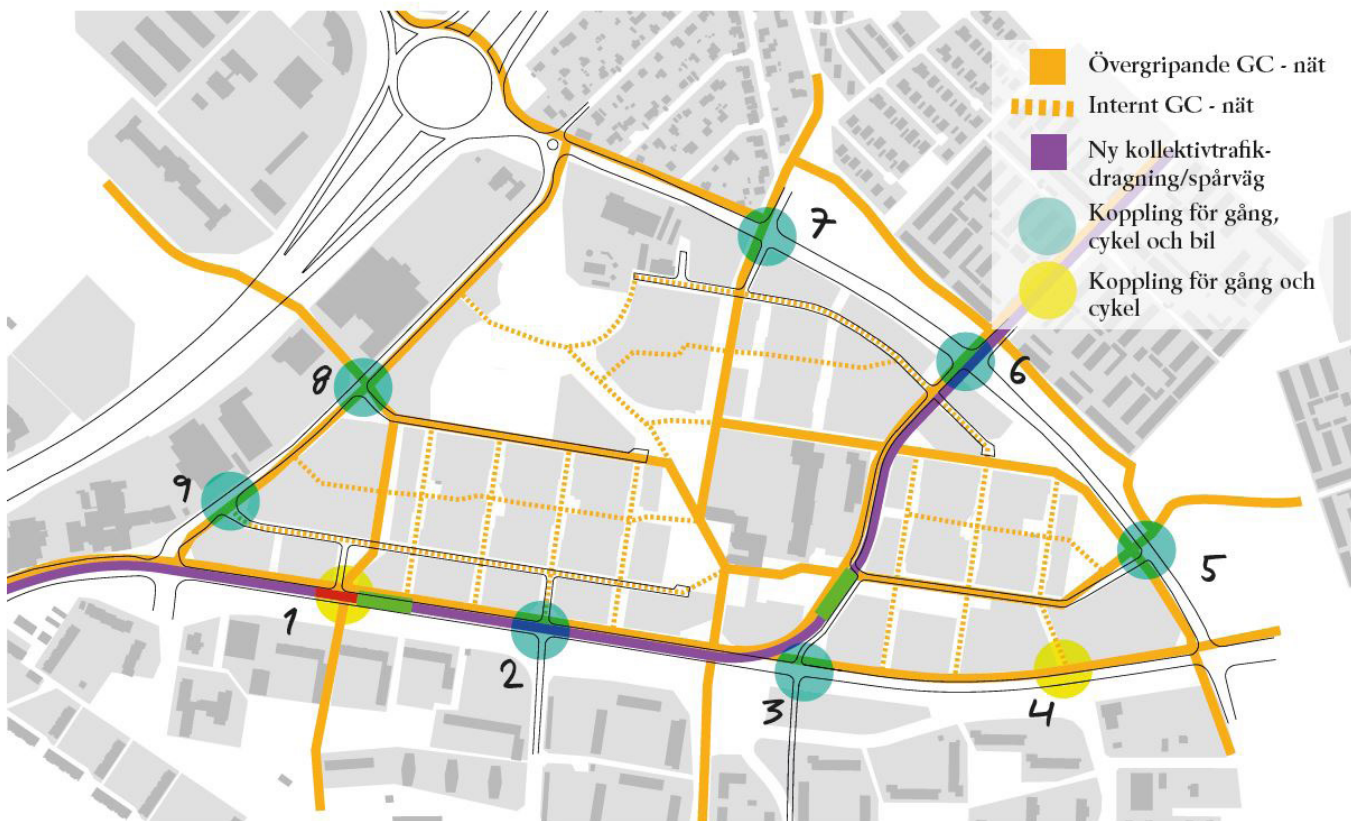 Övergripande GC - nät
Internt GC - nät
Ny kollektivtrafik-
dragning/spårväg
Koppling för gång,
cykel och bil
Koppling för gång och
cykel
7
6
8
9
5
1
2
3
4